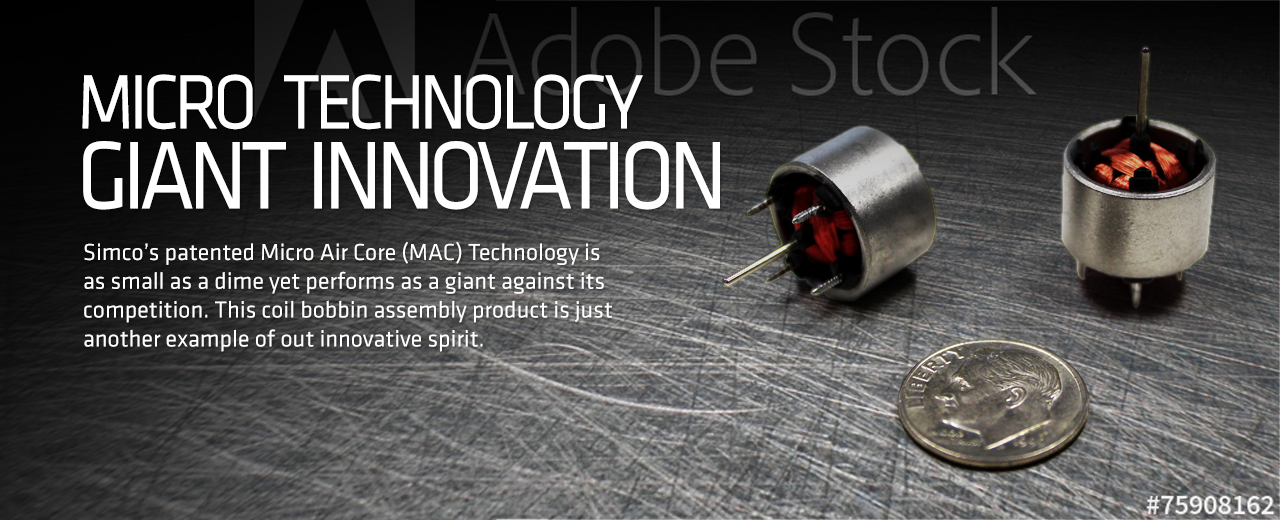 Adobe Stock
MICRO TECHNOLOGY
GIANT INNOVATION
Simco's patented Micro Air Core (MAC) Technology is
as small as a dime yet performs as a giant against its
competition. This coil bobbin assembly product is just
another example of out innovative spirit.
LIBERTY
#75908162